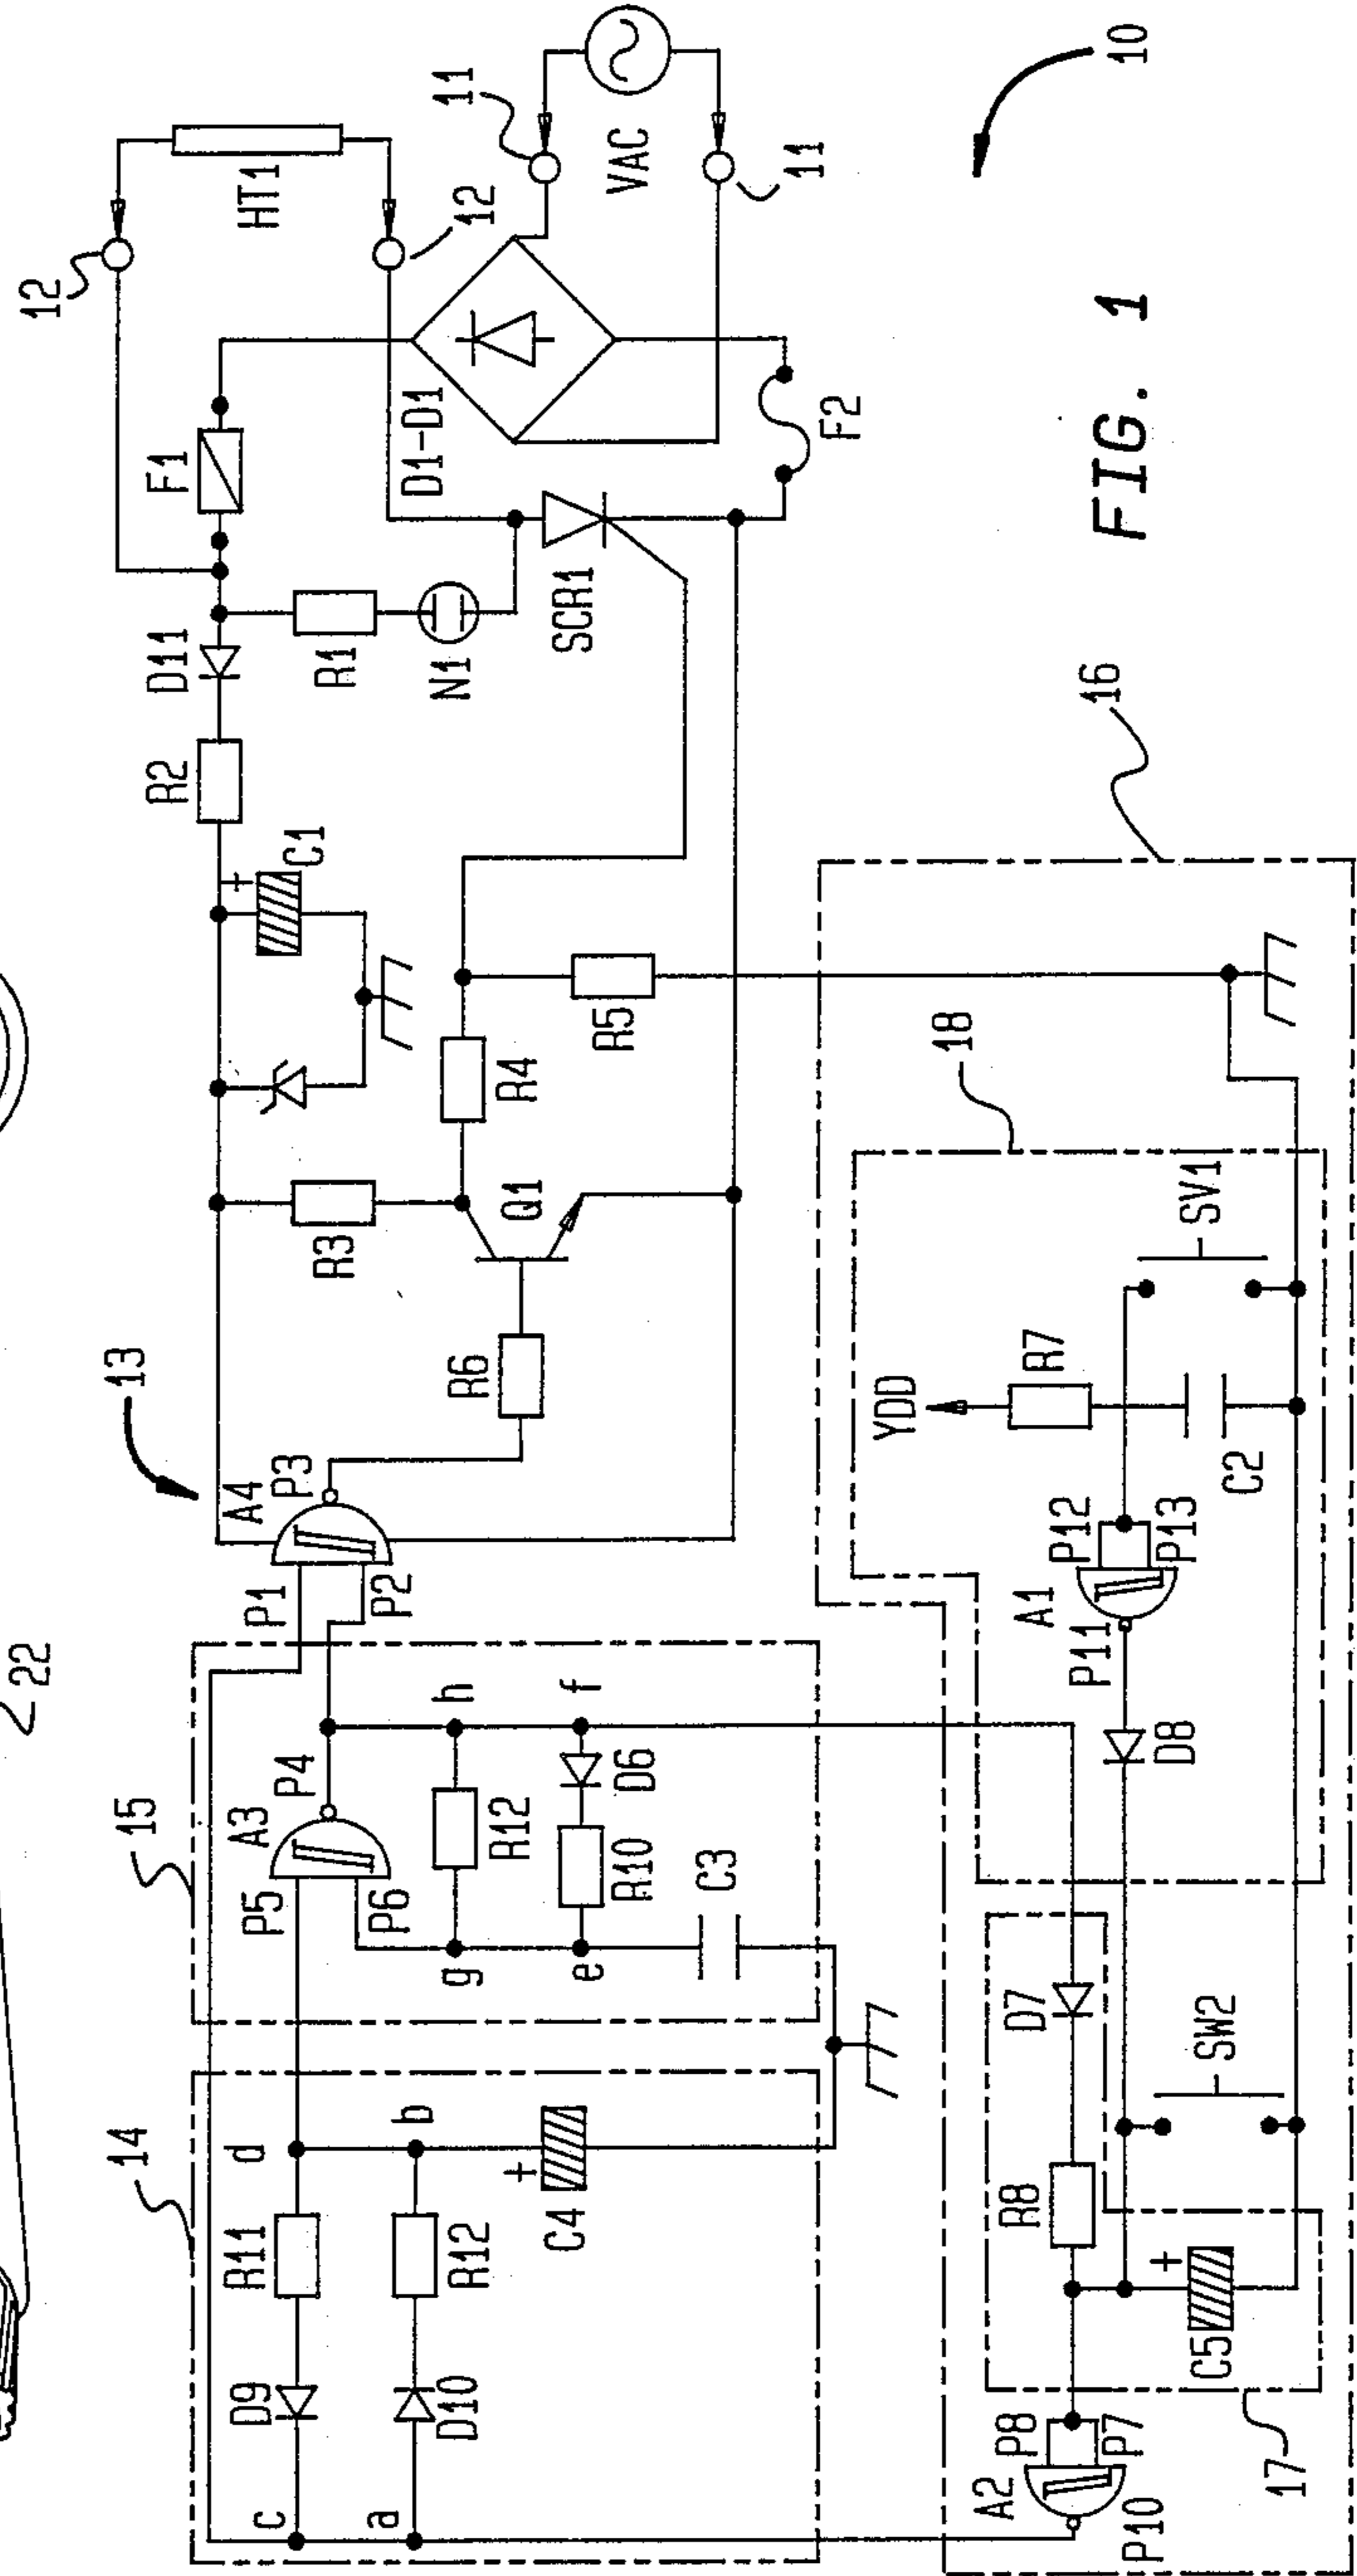 22
10
FIG. 1
VAC
11
11
12
12
HT1
F1
D1-D1
F2
D11
R1
N1
SCR1
R2
C1
+
R4
R5
R3
Q1
R6
13
A4
P3
P1
P2
15
A3
P4
P5
P6
R12
h
g
R10
D6
f
e
C3
14
d
R11
D9
c
b
R12
D10
a
C4
+
16
18
SV1
YDD
R7
C2
P12
P13
A1
P11
D8
D7
SW2
R8
C5
+
17
A2
P8
P7
P10